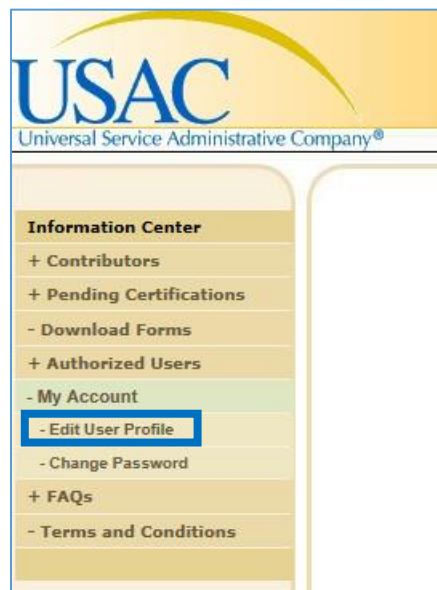 USAC
Universal Service Administrative Company®
Information Center
+ Contributors
+ Pending Certifications
- Download Forms
+ Authorized Users
- My Account
- Edit User Profile
- Change Password
+ FAQs
- Terms and Conditions